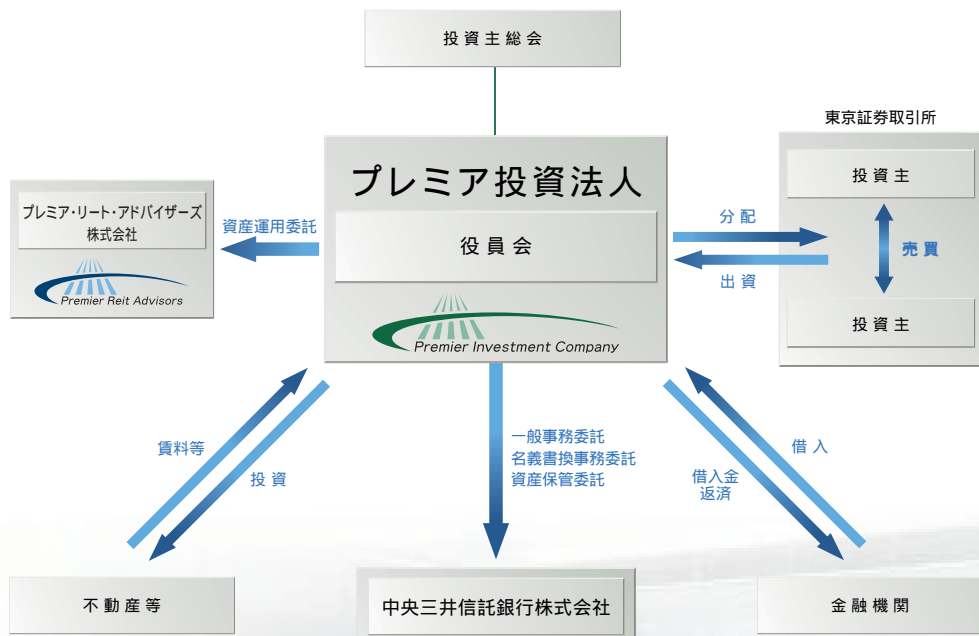 投資主総会
東京証券取引所
プレミア投資法人
役員会
Premier Investment Company
プレミア・リート・アドバイザーズ
株式会社
Premier Reit Advisors
資産運用委託
分配
出資
投資主
売買
投資主
賃料等
投資
一般事務委託
名義書換事務委託
資産保管委託
借入
借入金
返済
不動産等
中央三井信託銀行株式会社
金融機関